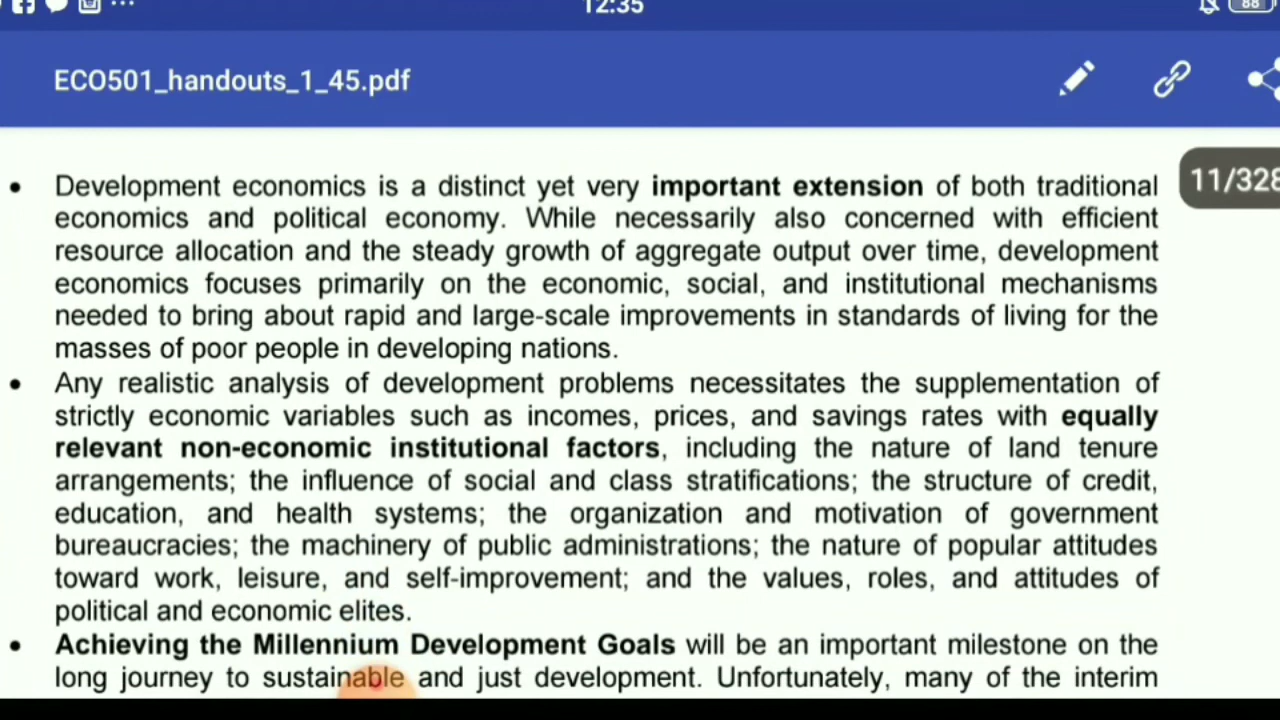 12:35
88
ECO501_handouts_1_45.pdf
11/328
• Development economics is a distinct yet very important extension of both traditional
economics and political economy. While necessarily also concerned with efficient
resource allocation and the steady growth of aggregate output over time, development
economics focuses primarily on the economic, social, and institutional mechanisms
needed to bring about rapid and large-scale improvements in standards of living for the
masses of poor people in developing nations.
• Any realistic analysis of development problems necessitates the supplementation of
strictly economic variables such as incomes, prices, and savings rates with equally
relevant non-economic institutional factors, including the nature of land tenure
arrangements; the influence of social and class stratifications; the structure of credit,
education, and health systems; the organization and motivation of government
bureaucracies; the machinery of public administrations; the nature of popular attitudes
toward work, leisure, and self-improvement; and the values, roles, and attitudes of
political and economic elites.
• Achieving the Millennium Development Goals will be an important milestone on the
long journey to sustainable and just development. Unfortunately, many of the interim